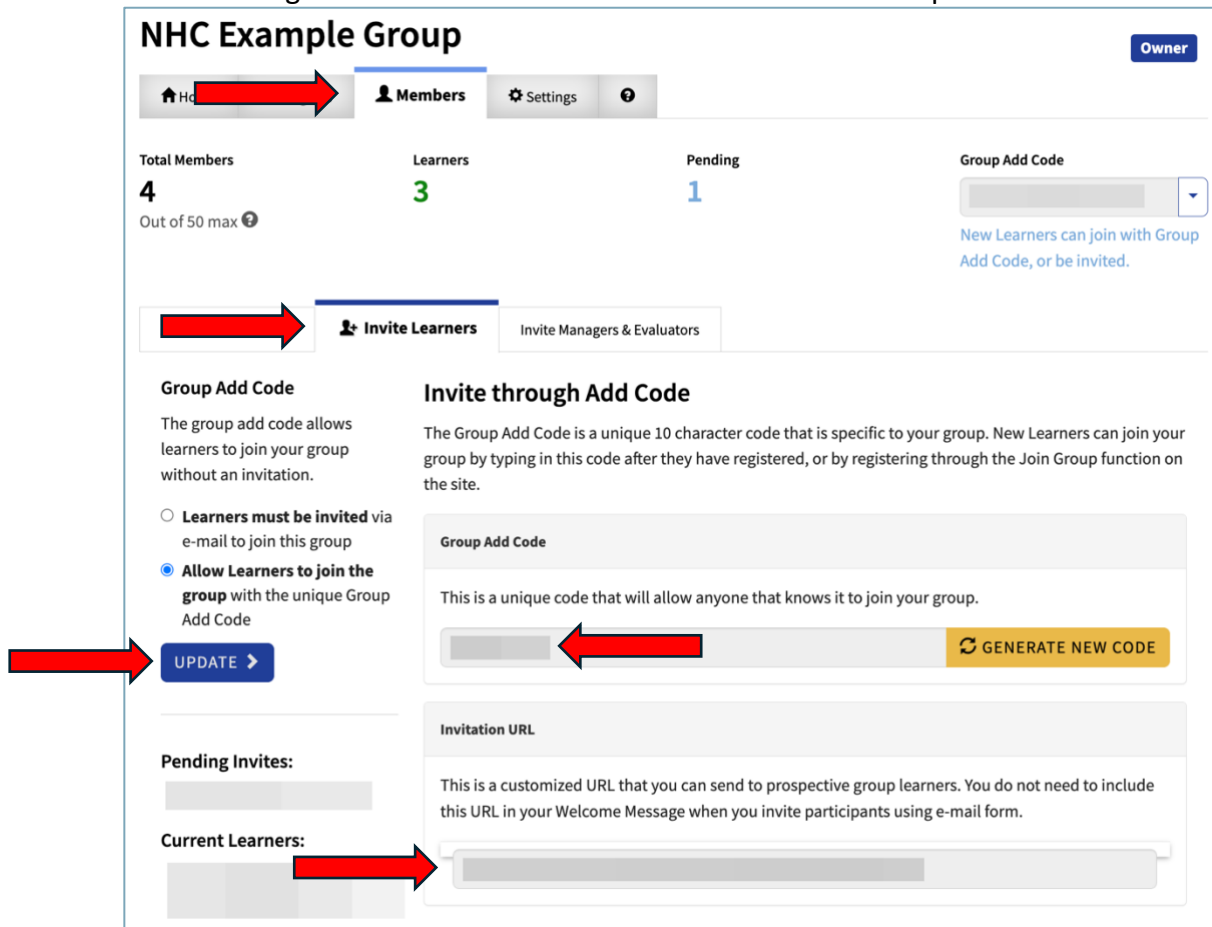 NHC Example Group
Owner
Members
Settings
Total Members
Learners
Pending
Group Add Code
4
3
1
Out of 50 max
New Learners can join with Group
Add Code, or be invited.
Invite Learners
Invite Managers & Evaluators
Group Add Code
The group add code allows
learners to join your group
without an invitation.
Learners must be invited via
e-mail to join this group
Allow Learners to join the
group with the unique Group
Add Code
UPDATE
Pending Invites:
Current Learners:
Invite through Add Code
The Group Add Code is a unique 10 character code that is specific to your group. New Learners can join your
group by typing in this code after they have registered, or by registering through the Join Group function on
the site.
Group Add Code
This is a unique code that will allow anyone that knows it to join your group.
GENERATE NEW CODE
Invitation URL
This is a customized URL that you can send to prospective group learners. You do not need to include
this URL in your Welcome Message when you invite participants using e-mail form.